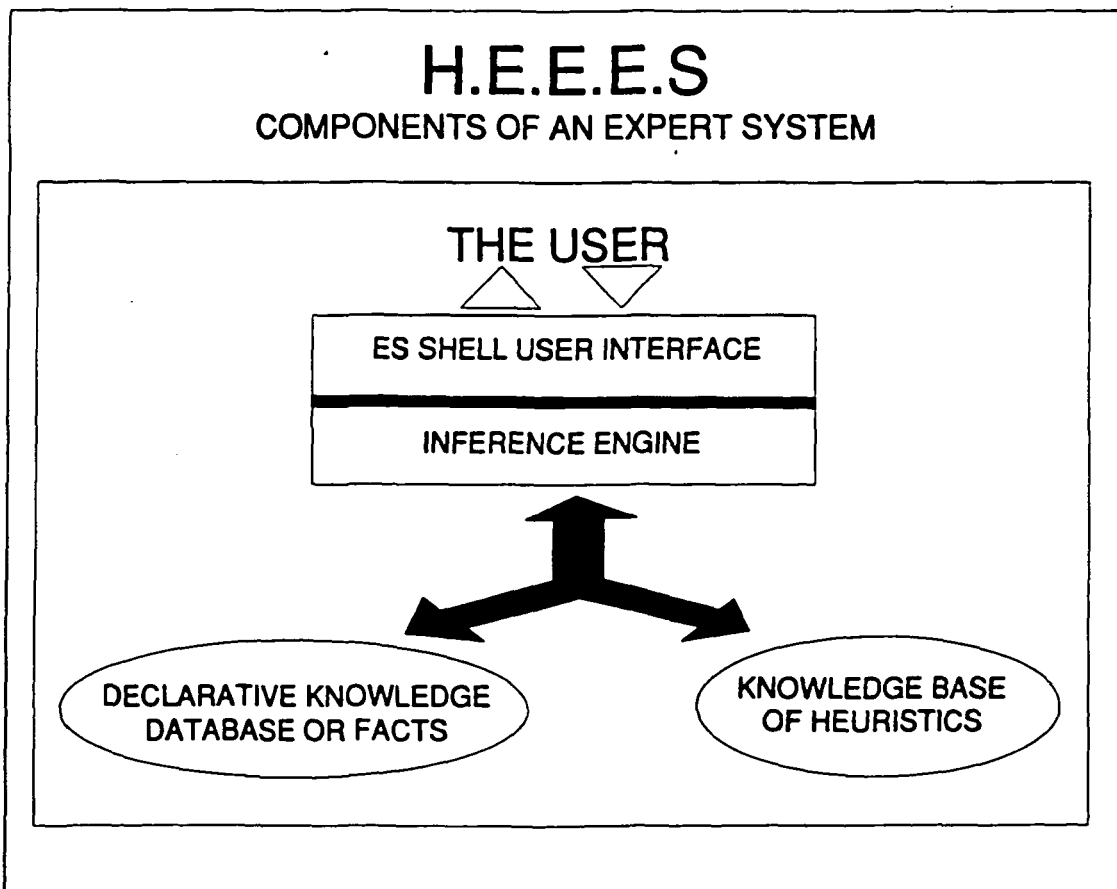 H.E.E.E.S
COMPONENTS OF AN EXPERT SYSTEM
THE USER
ES SHELL USER INTERFACE
INFERENCE ENGINE
DECLARATIVE KNOWLEDGE
DATABASE OR FACTS
KNOWLEDGE BASE
OF HEURISTICS